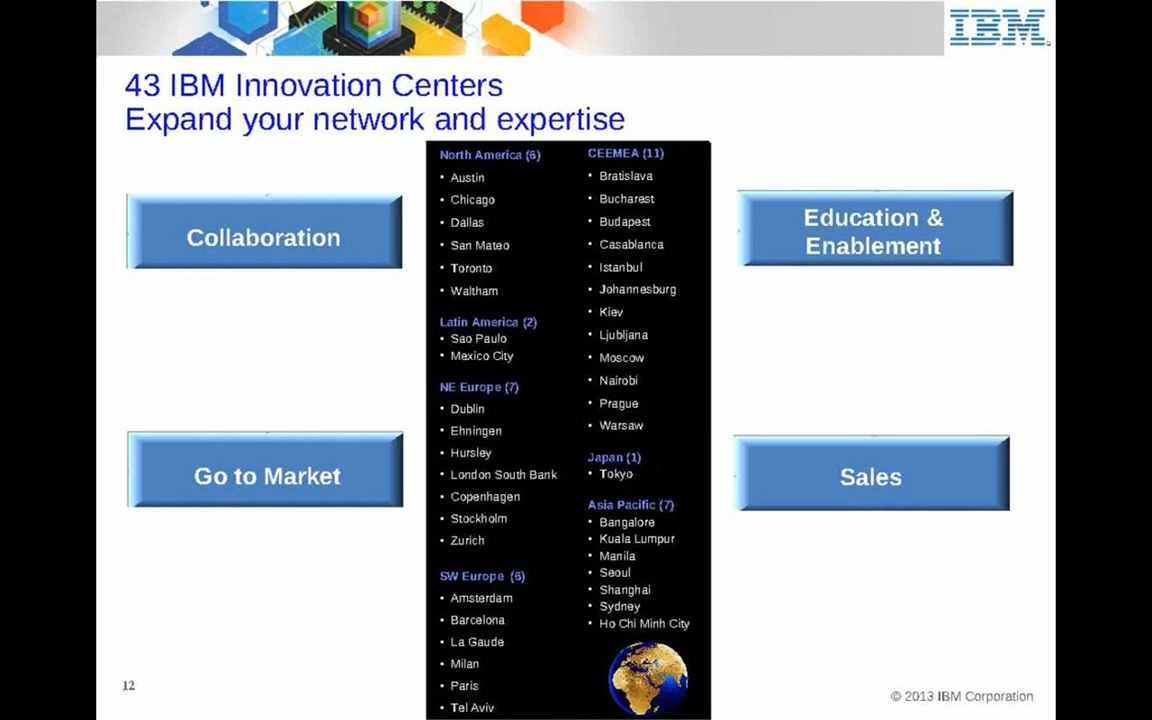 IBM
43 IBM Innovation Centers
Expand your network and expertise
Collaboration
Go to Market
North America (6)
• Austin
• Chicago
• Dallas
• San Mateo
• Toronto
• Waltham
Latin America (2)
• Sao Paulo
• Mexico City
NE Europe (7)
• Dublin
• Ehningen
• Hursley
• London South Bank
• Copenhagen
• Stockholm
• Zurich
SW Europe (6)
• Amsterdam
• Barcelona
• La Gaude
• Milan
• Paris
• Tel Aviv
CEEMEA (11)
• Bratislava
• Bucharest
• Budapest
• Casablanca
• Istanbul
• Johannesburg
• Kiev
• Ljubljana
• Moscow
• Nairobi
• Prague
• Warsaw
Japan (1)
• Tokyo
Asia Pacific (7)
• Bangalore
• Kuala Lumpur
• Manila
• Seoul
• Shanghai
• Sydney
• Ho Chi Minh City
Education &
Enablement
Sales
12
© 2013 IBM Corporation